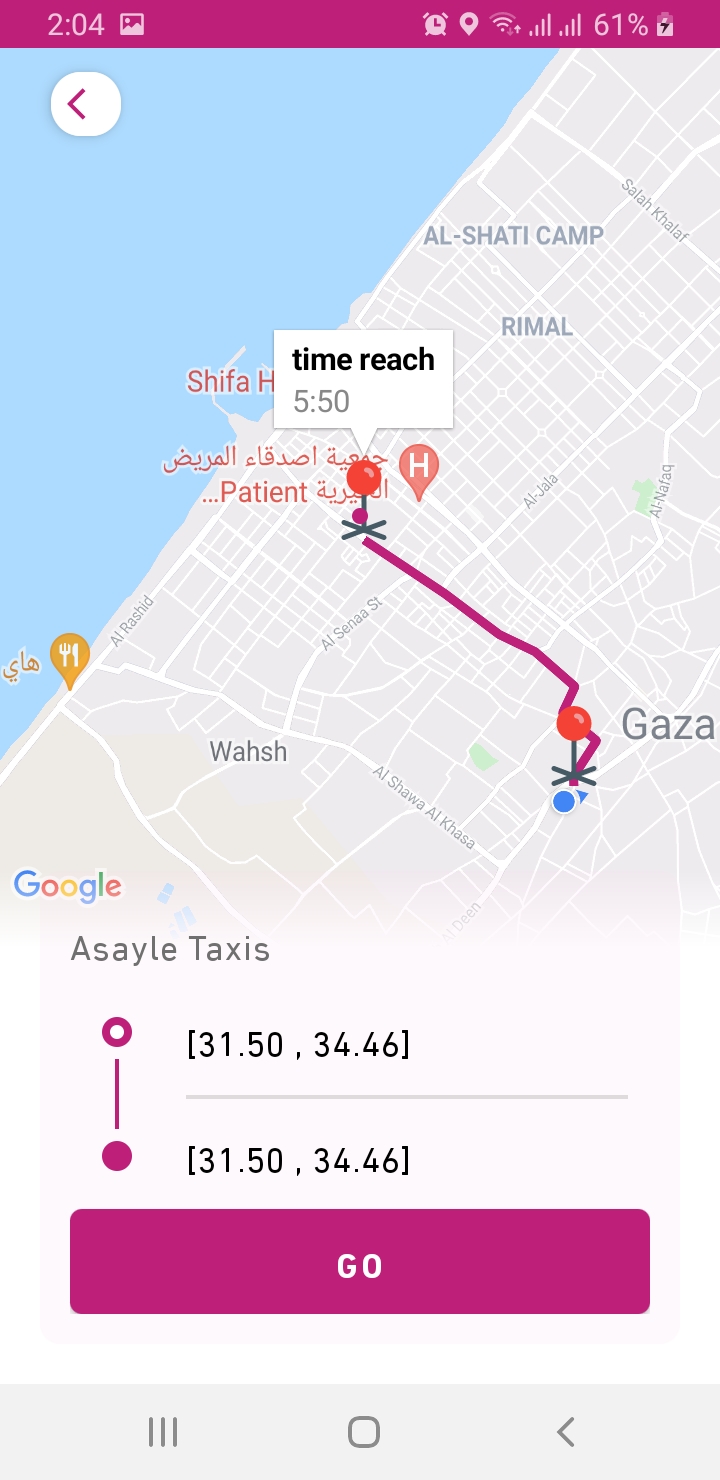 2:04
61%
Salah Khalaf
AL-SHATI CAMP
RIMAL
time reach
5:50
Shifa H
جمعية اصدقاء المريض
الخيرية Patient...
H
Al-Jala
Al-Nafaq
Al Rashid
Al Senaa St
هاي
Gaza
Wahsh
Al Shawa Al Khasa
Google
Al Deen
Asayle Taxis
[31.50 , 34.46]
[31.50 , 34.46]
GO